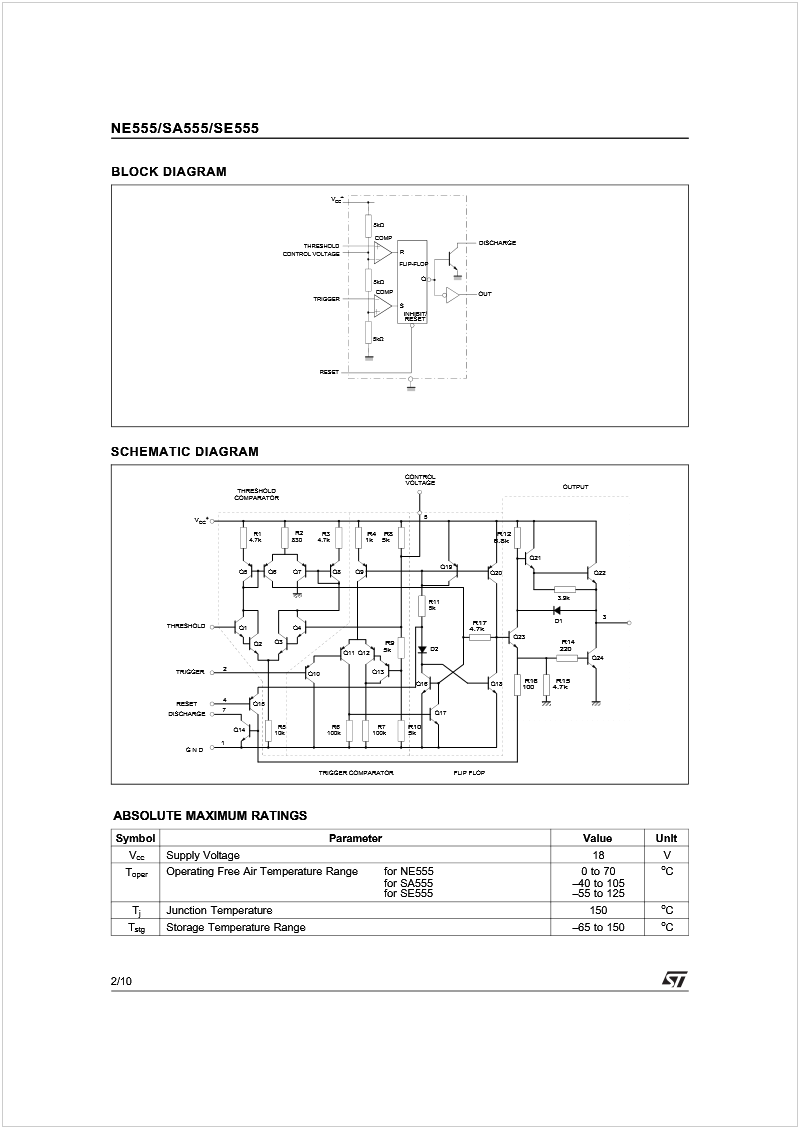 NE555/SA555/SE555
BLOCK DIAGRAM
VCC+
5kΩ
COMP
THRESHOLD
CONTROL VOLTAGE
R
FLIP-FLOP
Q
DISCHARGE
5kΩ
COMP
TRIGGER
S
OUT
INHIBIT/
RESET
5kΩ
RESET
SCHEMATIC DIAGRAM
CONTROL
VOLTAGE
THRESHOLD
COMPARATOR
OUTPUT
5
VCC+
R1
4.7k
R2
830
R3
4.7k
R4
1k
R8
5k
R12
6.8k
Q21
Q5
Q6
Q7
Q8
Q9
Q19
Q20
Q22
R11
5k
3.9k
D1
3
THRESHOLD
Q1
Q2
Q3
Q4
R17
4.7k
Q23
R9
5k
D2
R14
220
Q24
Q11
Q12
TRIGGER
2
Q10
Q13
Q16
Q18
R16
100
R15
4.7k
RESET
4
Q15
DISCHARGE
7
Q17
Q14
R5
10k
R6
100k
R7
100k
R10
5k
GND
1
TRIGGER COMPARATOR
FLIP FLOP
ABSOLUTE MAXIMUM RATINGS
Symbol Parameter Value Unit
Vcc Supply Voltage 18 V
Toper Operating Free Air Temperature Range for NE555 0 to 70 oC
for SA555 –40 to 105
for SE555 –55 to 125
Tj Junction Temperature 150 oC
Tstg Storage Temperature Range –65 to 150 oC
2/10
ST